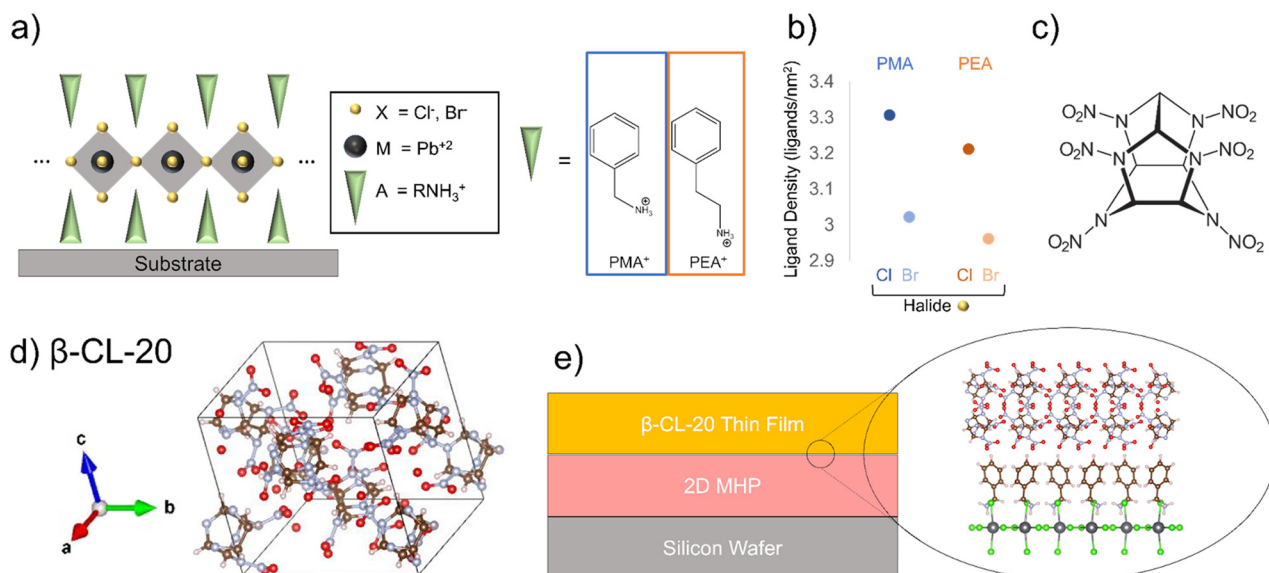 a)
...
...
Substrate
X = Cl⁻, Br⁻
M = Pb⁺²
A = RNH₃⁺
=
NH₃
⊕
PMA⁺
NH₃
⊕
PEA⁺
b)
PMA PEA
Ligand Density (ligands/nm²)
3.4
3.3
3.2
3.1
3
2.9
Cl Br Cl Br
Halide
c)
O₂N N N NO₂
O₂N N N NO₂
O₂N N N NO₂
d) β-CL-20
c
b
a
e)
β-CL-20 Thin Film
2D MHP
Silicon Wafer